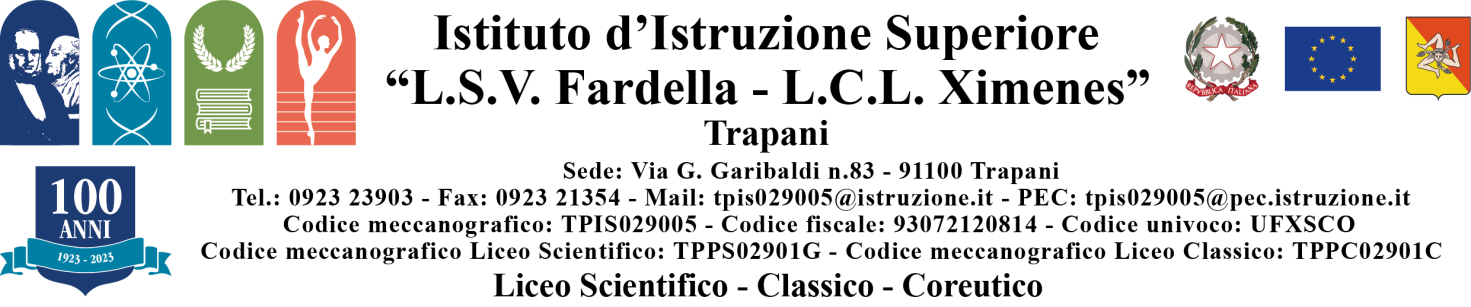 Istituto d’Istruzione Superiore
“L.S.V. Fardella - L.C.L. Ximenes”
Trapani
REPVBBLICA ITALIANA
Sede: Via G. Garibaldi n.83 - 91100 Trapani
Tel.: 0923 23903 - Fax: 0923 21354 - Mail: tpis029005@istruzione.it - PEC: tpis029005@pec.istruzione.it
Codice meccanografico: TPIS029005 - Codice fiscale: 93072120814 - Codice univoco: UFXSCO
Codice meccanografico Liceo Scientifico: TPPS02901G - Codice meccanografico Liceo Classico: TPPC02901C
Liceo Scientifico - Classico - Coreutico
100
ANNI
1923 - 2023